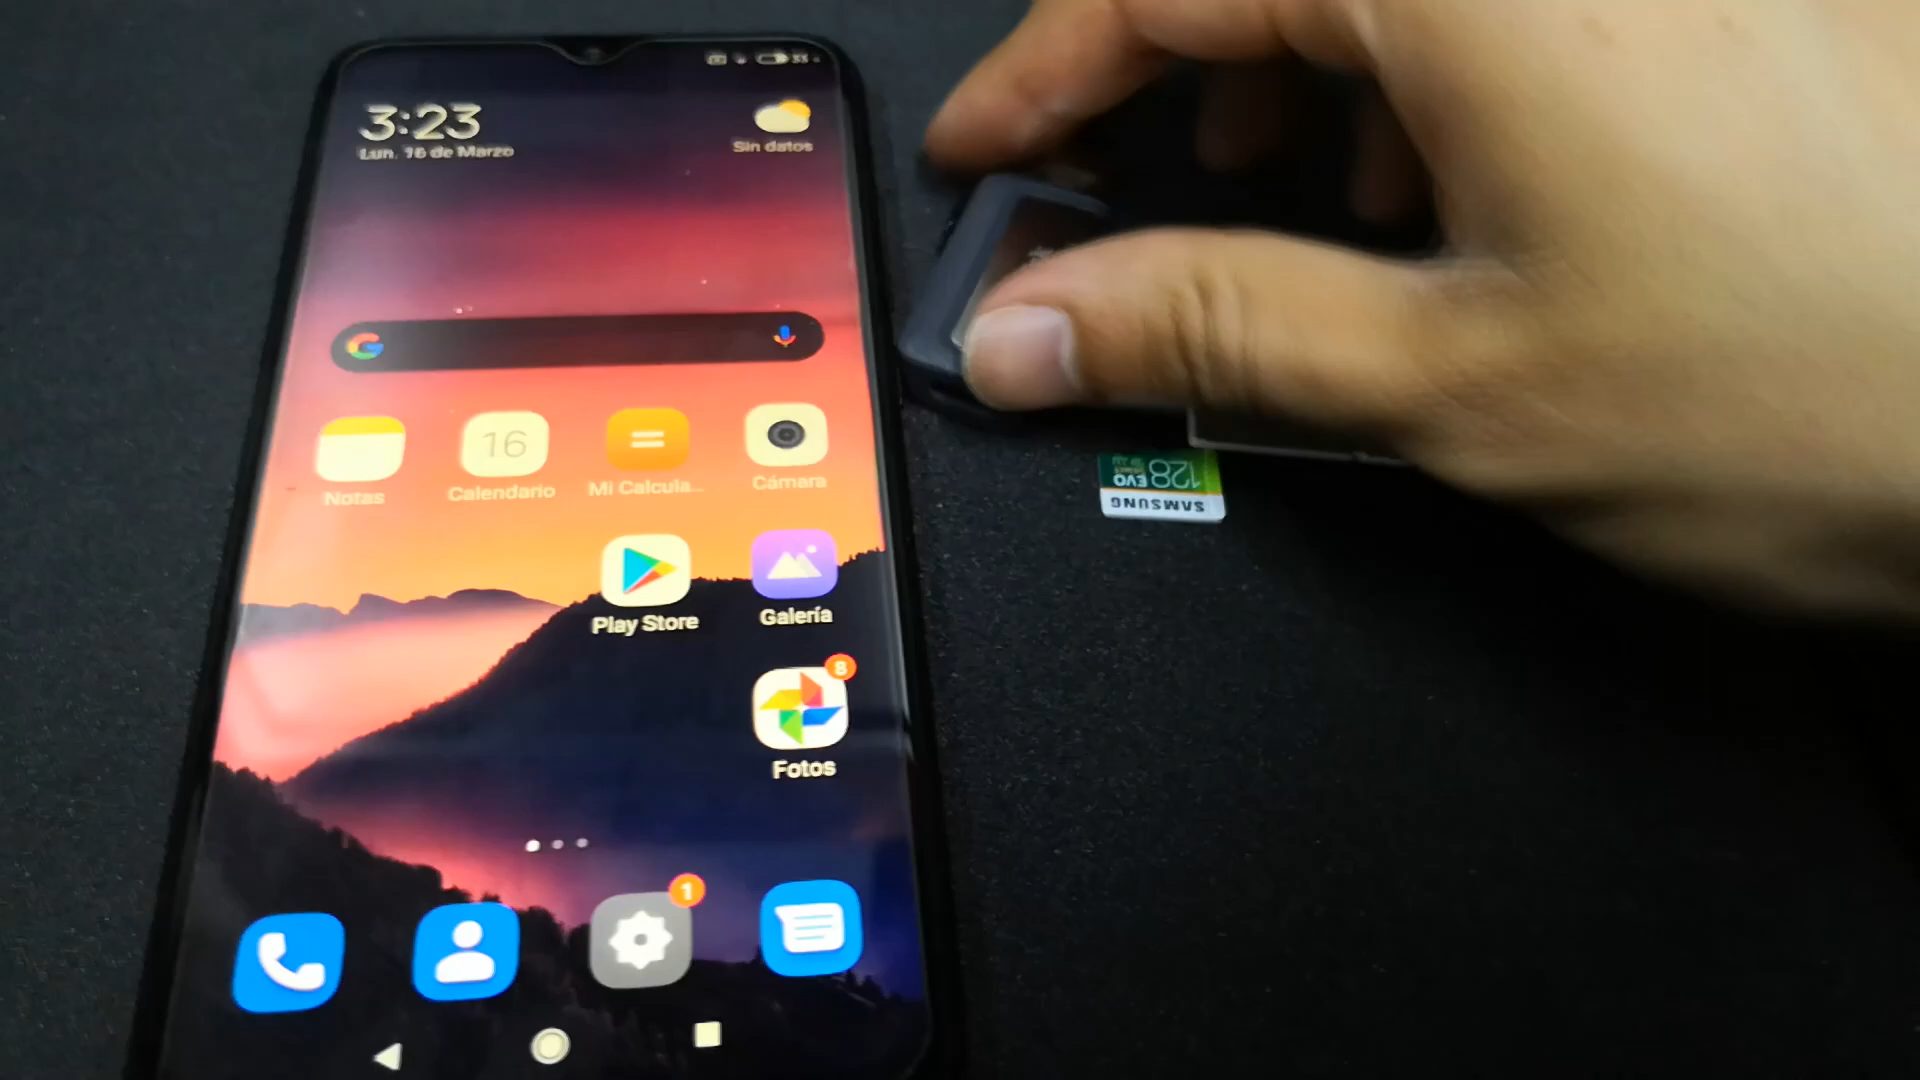 33
3:23
Lun. 16 de Marzo
Sin datos
G
16
Notas
Calendario
Mi Calcula...
Cámara
Play Store
Galería
8
Fotos
1
SAMSUNG
EVO
128